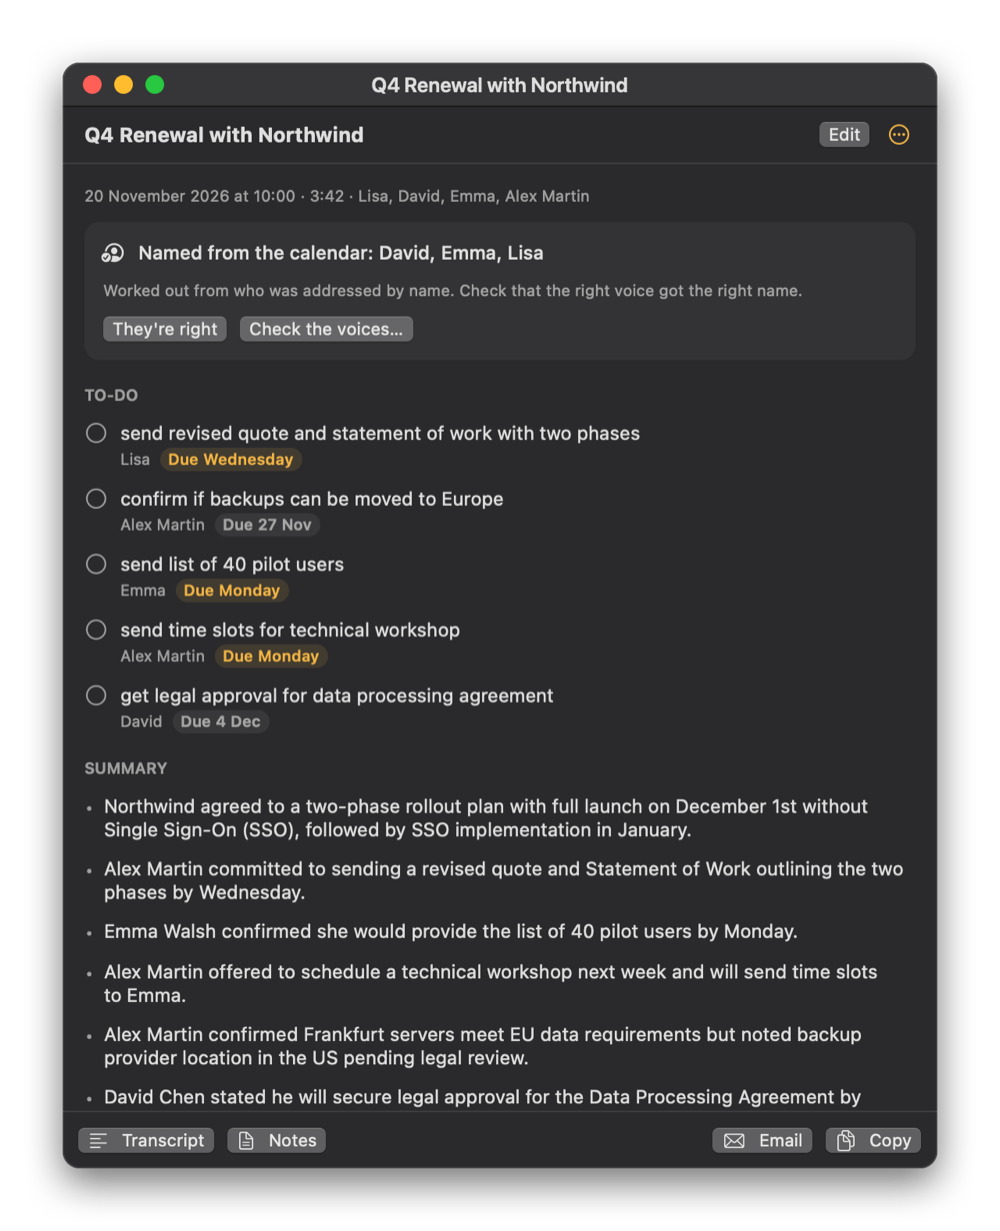 Q4 Renewal with Northwind
Q4 Renewal with Northwind
Edit
20 November 2026 at 10:00 · 3:42 · Lisa, David, Emma, Alex Martin
Named from the calendar: David, Emma, Lisa
Worked out from who was addressed by name. Check that the right voice got the right name.
They're right
Check the voices...
TO-DO
send revised quote and statement of work with two phases
Lisa Due Wednesday
confirm if backups can be moved to Europe
Alex Martin Due 27 Nov
send list of 40 pilot users
Emma Due Monday
send time slots for technical workshop
Alex Martin Due Monday
get legal approval for data processing agreement
David Due 4 Dec
SUMMARY
• Northwind agreed to a two-phase rollout plan with full launch on December 1st without
Single Sign-On (SSO), followed by SSO implementation in January.
• Alex Martin committed to sending a revised quote and Statement of Work outlining the two
phases by Wednesday.
• Emma Walsh confirmed she would provide the list of 40 pilot users by Monday.
• Alex Martin offered to schedule a technical workshop next week and will send time slots
to Emma.
• Alex Martin confirmed Frankfurt servers meet EU data requirements but noted backup
provider location in the US pending legal review.
• David Chen stated he will secure legal approval for the Data Processing Agreement by
Transcript
Notes
Email
Copy